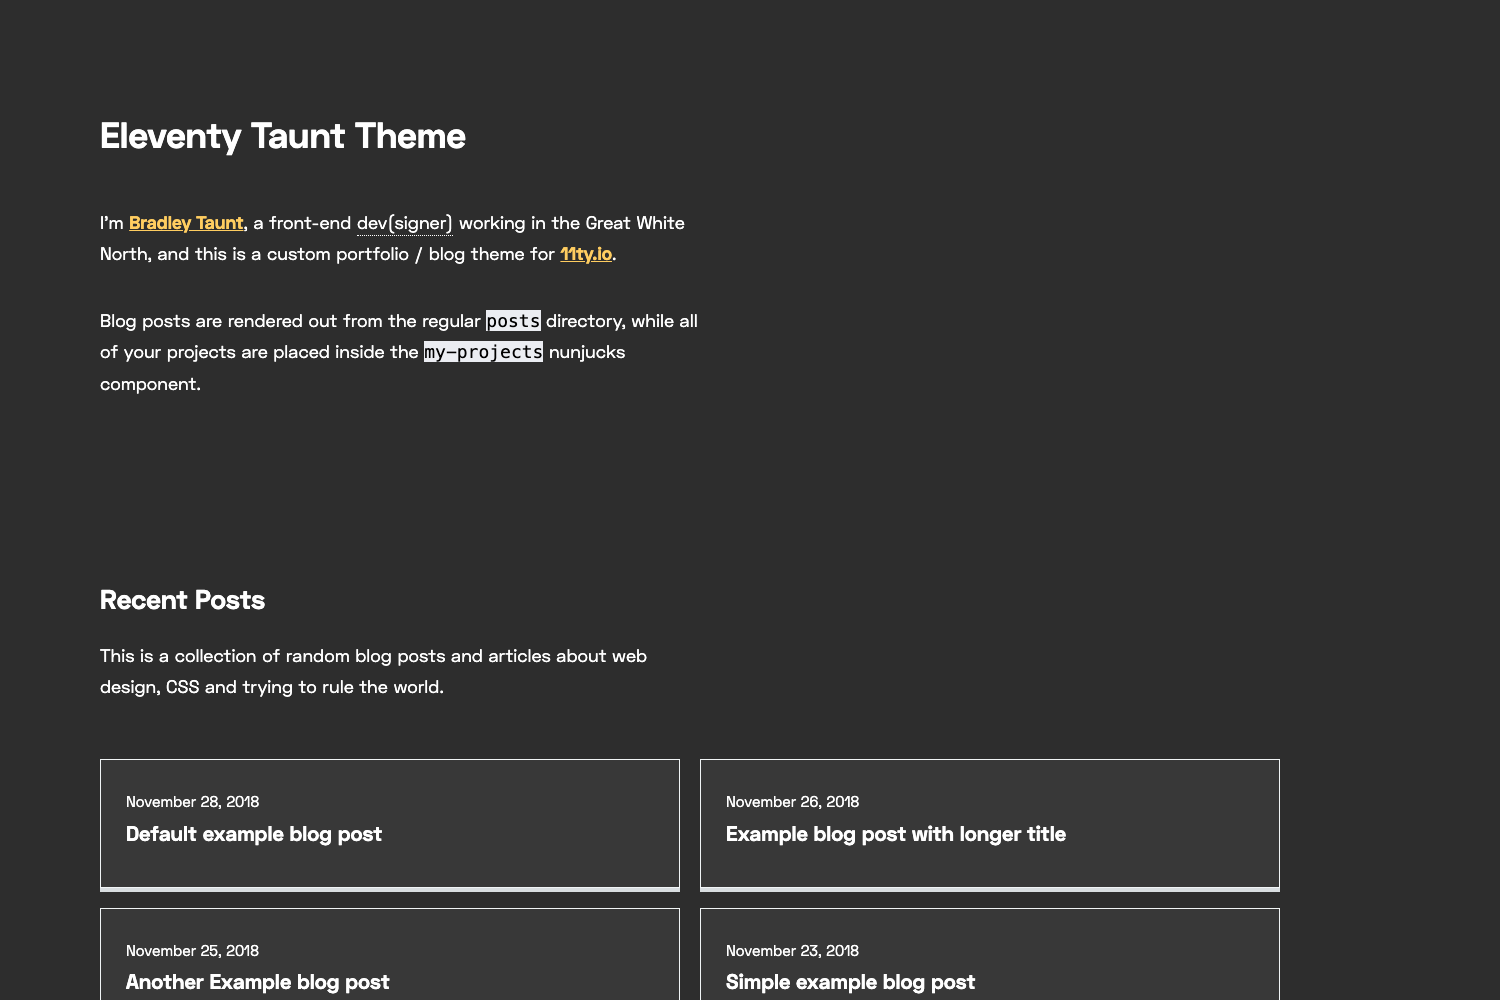 Eleventy Taunt Theme
I'm Bradley Taunt, a front-end dev(signer) working in the Great White
North, and this is a custom portfolio / blog theme for 11ty.io.
Blog posts are rendered out from the regular posts directory, while all
of your projects are placed inside the my-projects nunjucks
component.
Recent Posts
This is a collection of random blog posts and articles about web
design, CSS and trying to rule the world.
November 28, 2018
Default example blog post
November 26, 2018
Example blog post with longer title
November 25, 2018
Another Example blog post
November 23, 2018
Simple example blog post